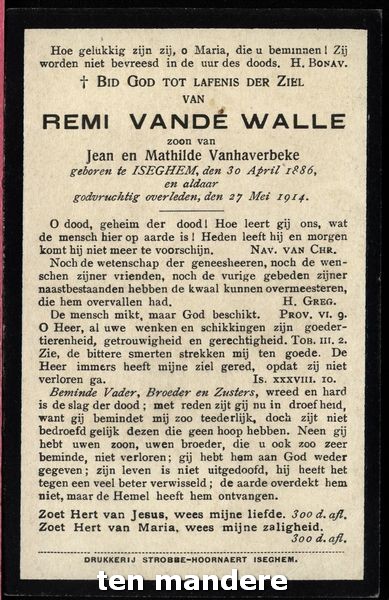 Hoe gelukkig zijn zij, o Maria, die u beminnen! Zij
worden niet bevreesd in de uur des doods. H. BONAV.
† BID GOD TOT LAFENIS DER ZIEL
VAN
REMI VANDE WALLE
zoon van
Jean en Mathilde Vanhaverbeke
geboren te ISEGHEM, den 30 April 1886,
en aldaar
godvruchtig overleden, den 27 Mei 1914.
O dood, geheim der dood! Hoe leert gij ons, wat
de mensch hier op aarde is! Heden leeft hij en morgen
komt hij niet meer te voorschijn. NAV. VAN CHR.
Noch de wetenschap der geneesheeren, noch de wen-
schen zijner vrienden, noch de vurige gebeden zijner
naastbestaanden hebben de kwaal kunnen overmeesteren,
die hem overvallen had. H. GREG.
De mensch mikt, maar God beschikt. PROV. VI. 9.
O Heer, al uwe wenken en schikkingen zijn goeder-
tierenheid, getrouwigheid en gerechtigheid. TOB. III. 2.
Zie, de bittere smerten strekken mij ten goede. De
Heer immers heeft mijne ziel gered, opdat zij niet
verloren ga. IS. XXXVIII. 10.
Beminde Vader, Broeder en Zusters, wreed en hard
is de slag der dood; met reden zijt gij nu in droefheid,
want gij bemindet mij zoo teederlijk, doch zijt niet
bedroefd gelijk dezen die geen hoop hebben. Neen gij
hebt uwen zoon, uwen broeder, die u ook zoo zeer
beminde, niet verloren; gij hebt hem aan God weder
gegeven; zijn leven is niet uitgedoofd, hij heeft het
tegen een veel beter verwisseld; de aarde overdekt hem
niet, maar de Hemel heeft hem ontvangen.
Zoet Hert van Jesus, wees mijne liefde. 300 d. afl.
Zoet Hert van Maria, wees mijne zaligheid.
300 d. afl.
DRUKKERIJ STROBBE-HOORNAERT ISEGHEM.
ten mandere